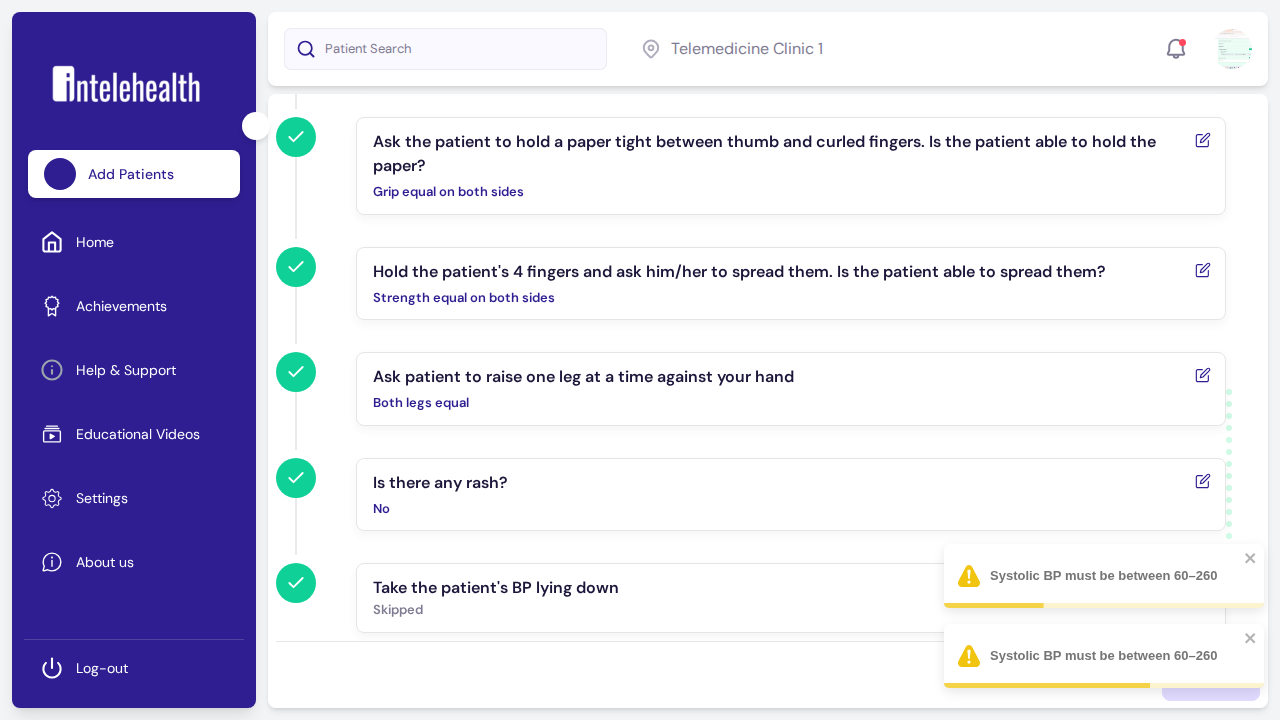 intelehealth
Patient Search
Telemedicine Clinic 1
Add Patients
Home
Achievements
Help & Support
Educational Videos
Settings
About us
Log-out
Ask the patient to hold a paper tight between thumb and curled fingers. Is the patient able to hold the
paper?
Grip equal on both sides
Hold the patient's 4 fingers and ask him/her to spread them. Is the patient able to spread them?
Strength equal on both sides
Ask patient to raise one leg at a time against your hand
Both legs equal
Is there any rash?
No
Take the patient's BP lying down
Skipped
Systolic BP must be between 60–260
Systolic BP must be between 60–260